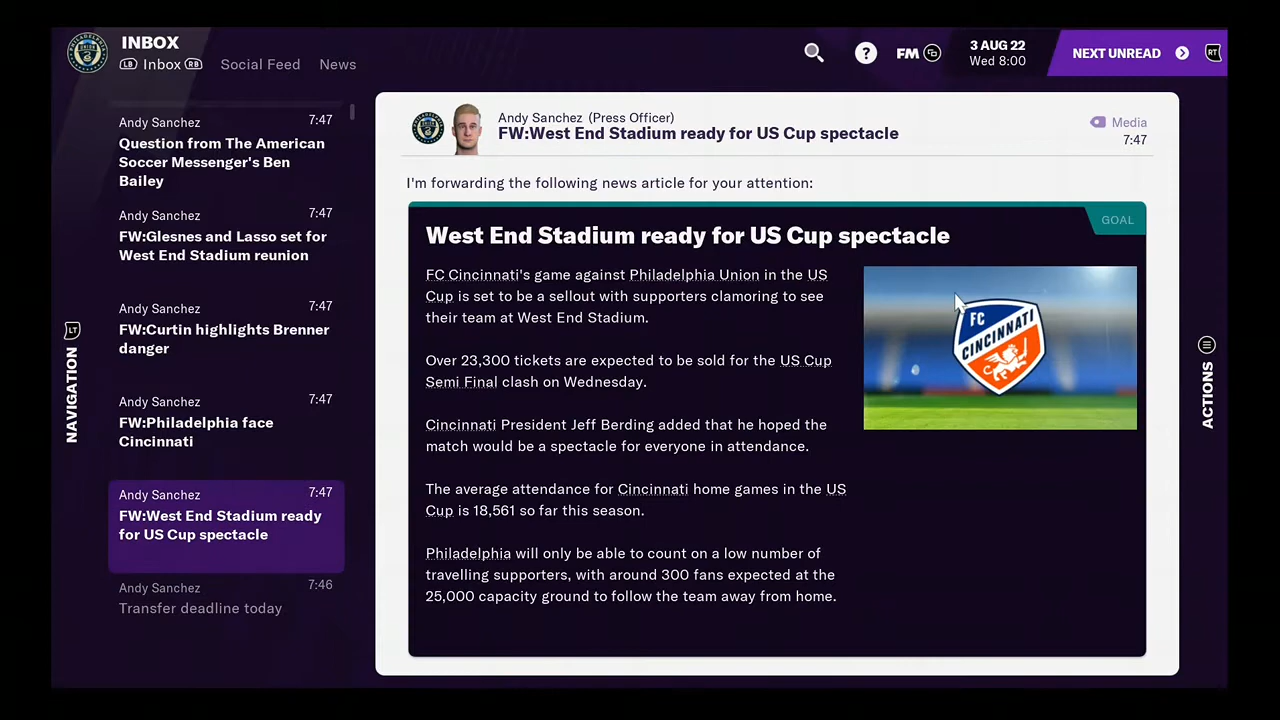 INBOX
LB Inbox RB Social Feed News
FM
3 AUG 22
Wed 8:00
NEXT UNREAD
RT
Andy Sanchez 7:47
Question from The American
Soccer Messenger's Ben
Bailey
Andy Sanchez 7:47
FW:Glesnes and Lasso set for
West End Stadium reunion
Andy Sanchez 7:47
FW:Curtin highlights Brenner
danger
Andy Sanchez 7:47
FW:Philadelphia face
Cincinnati
Andy Sanchez 7:47
FW:West End Stadium ready
for US Cup spectacle
Andy Sanchez 7:46
Transfer deadline today
LT
NAVIGATION
Andy Sanchez (Press Officer)
FW:West End Stadium ready for US Cup spectacle
Media
7:47
I'm forwarding the following news article for your attention:
GOAL
West End Stadium ready for US Cup spectacle
FC Cincinnati's game against Philadelphia Union in the US
Cup is set to be a sellout with supporters clamoring to see
their team at West End Stadium.
Over 23,300 tickets are expected to be sold for the US Cup
Semi Final clash on Wednesday.
Cincinnati President Jeff Berding added that he hoped the
match would be a spectacle for everyone in attendance.
The average attendance for Cincinnati home games in the US
Cup is 18,561 so far this season.
Philadelphia will only be able to count on a low number of
travelling supporters, with around 300 fans expected at the
25,000 capacity ground to follow the team away from home.
FC
CINCINNATI
ACTIONS